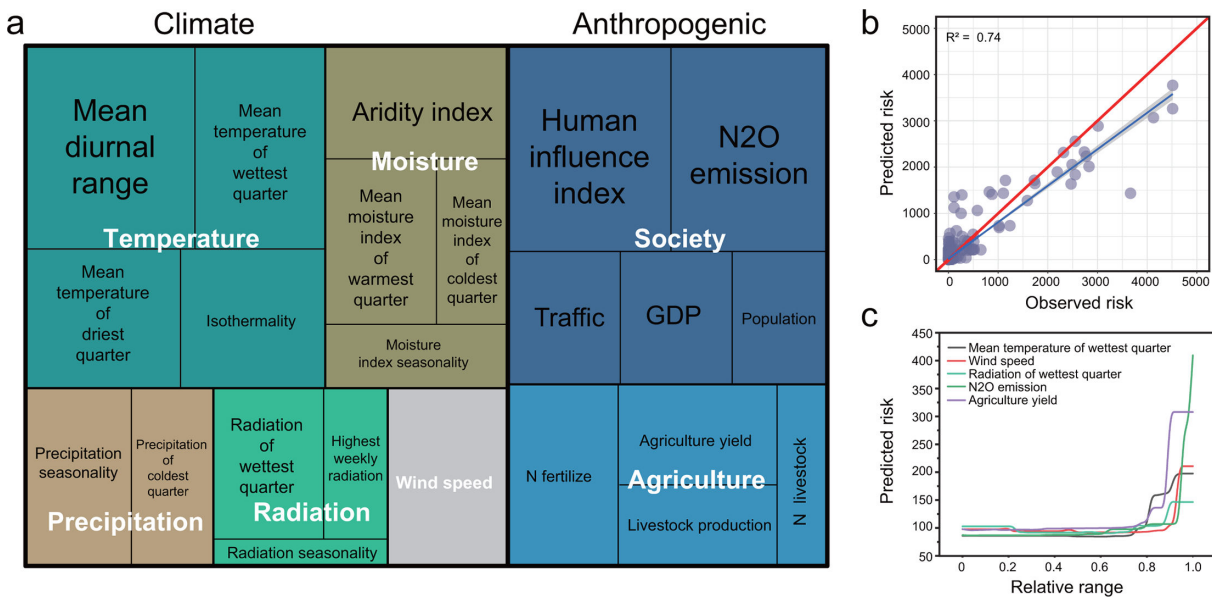 a
Climate
Anthropogenic
Mean
diurnal
range
Mean
temperature
of
wettest
quarter
Temperature
Mean
temperature
of
driest
quarter
Isothermality
Aridity index
Moisture
Mean
moisture
index
of
warmest
quarter
Mean
moisture
index
of
coldest
quarter
Moisture
index seasonality
Precipitation
seasonality
Precipitation
of
coldest
quarter
Precipitation
Radiation
of
wettest
quarter
Highest
weekly
radiation
Radiation
Radiation seasonality
Wind speed
Human
influence
index
N2O
emission
Society
Traffic
GDP
Population
N fertilize
Agriculture yield
Agriculture
Livestock production
N livestock
b
R² = 0.74
Predicted risk
5000
4000
3000
2000
1000
0
0 1000 2000 3000 4000 5000
Observed risk
c
Mean temperature of wettest quarter
Wind speed
Radiation of wettest quarter
N2O emission
Agriculture yield
Predicted risk
450
400
350
300
250
200
150
100
50
0 0.2 0.4 0.6 0.8 1.0
Relative range